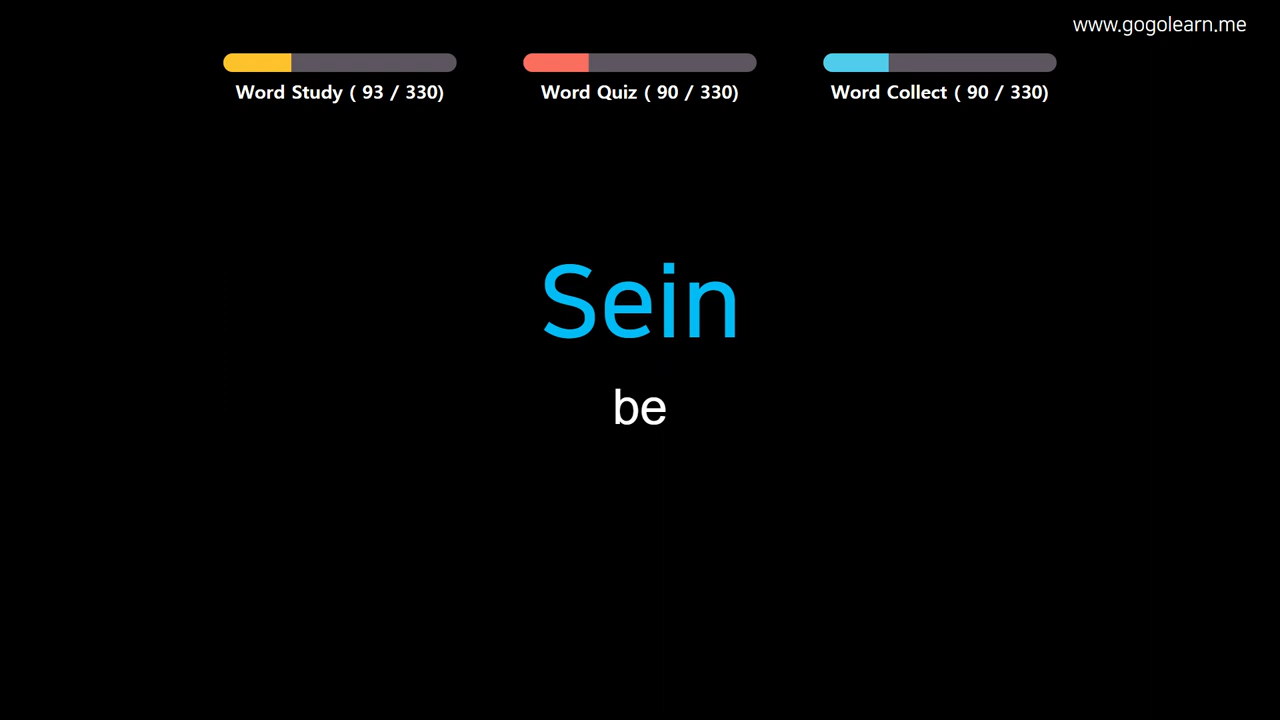 www.gogolearn.me
Word Study ( 93 / 330)
Word Quiz ( 90 / 330)
Word Collect ( 90 / 330)
Sein
be